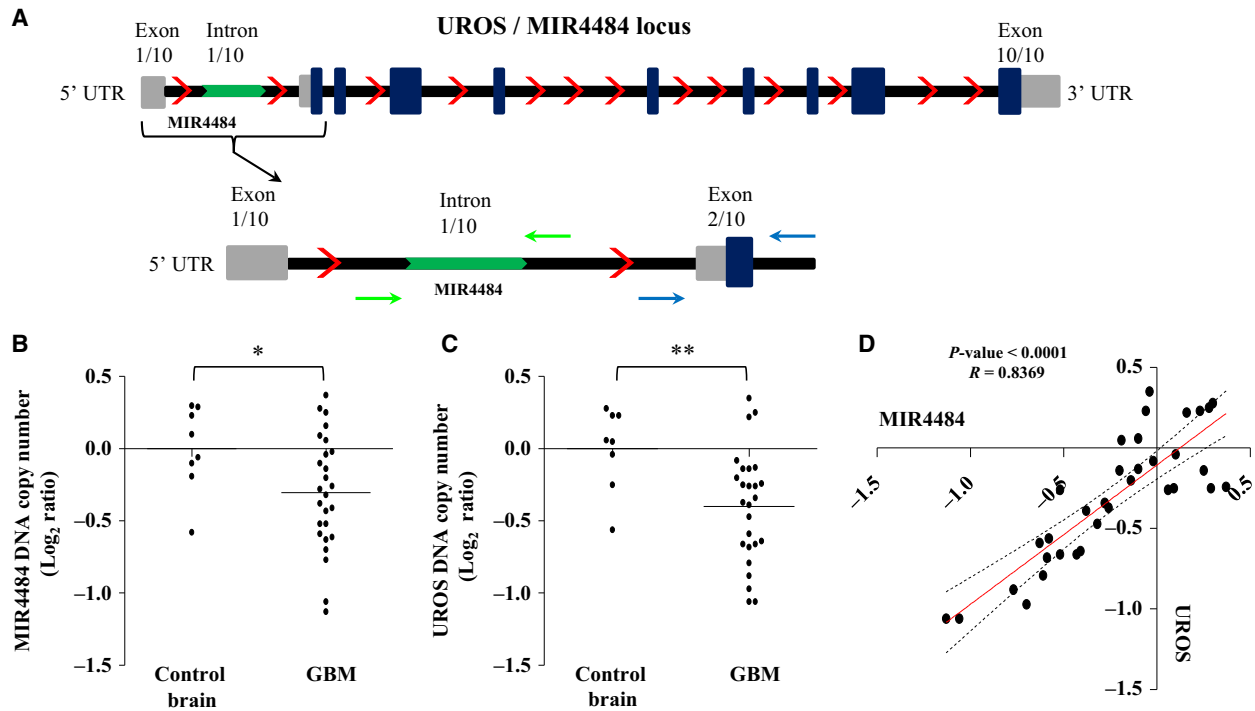 A
UROS / MIR4484 locus
Exon
1/10
Intron
1/10
Exon
10/10
5’ UTR
3’ UTR
MIR4484
Exon
1/10
Intron
1/10
Exon
2/10
5’ UTR
MIR4484
B
*
MIR4484 DNA copy number
(Log2 ratio)
0.5
0.0
−0.5
−1.0
−1.5
Control
brain
GBM
C
**
UROS DNA copy number
(Log2 ratio)
0.5
0.0
−0.5
−1.0
−1.5
Control
brain
GBM
D
P-value < 0.0001
R = 0.8369
MIR4484
−1.5
−1.0
−0.5
0.5
0.5
−0.5
−1.0
−1.5
UROS